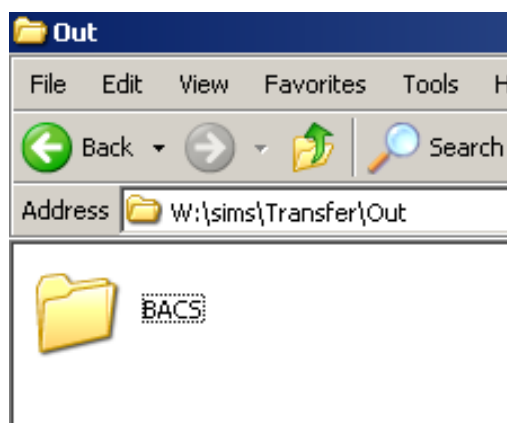 Out
File Edit View Favorites Tools H
Back Search
Address W:\sims\Transfer\Out
BACS